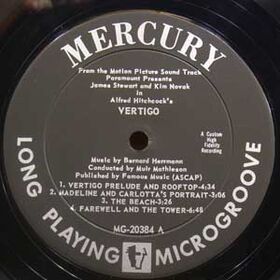 MERCURY
From the Motion Picture Sound Track
Paramount Presents
James Stewart and Kim Novak
in
Alfred Hitchcock's
VERTIGO
A Custom
High
Fidelity
Recording
Music by Bernard Herrmann
Conducted by Muir Mathieson
Published by Famous Music (ASCAP)
1. VERTIGO PRELUDE AND ROOFTOP-4:34
2. MADELINE AND CARLOTTA'S PORTRAIT-3:06
3. THE BEACH-3:26
4. FAREWELL AND THE TOWER-6:48
MG-20384 A
LONG PLAYING MICROGROOVE